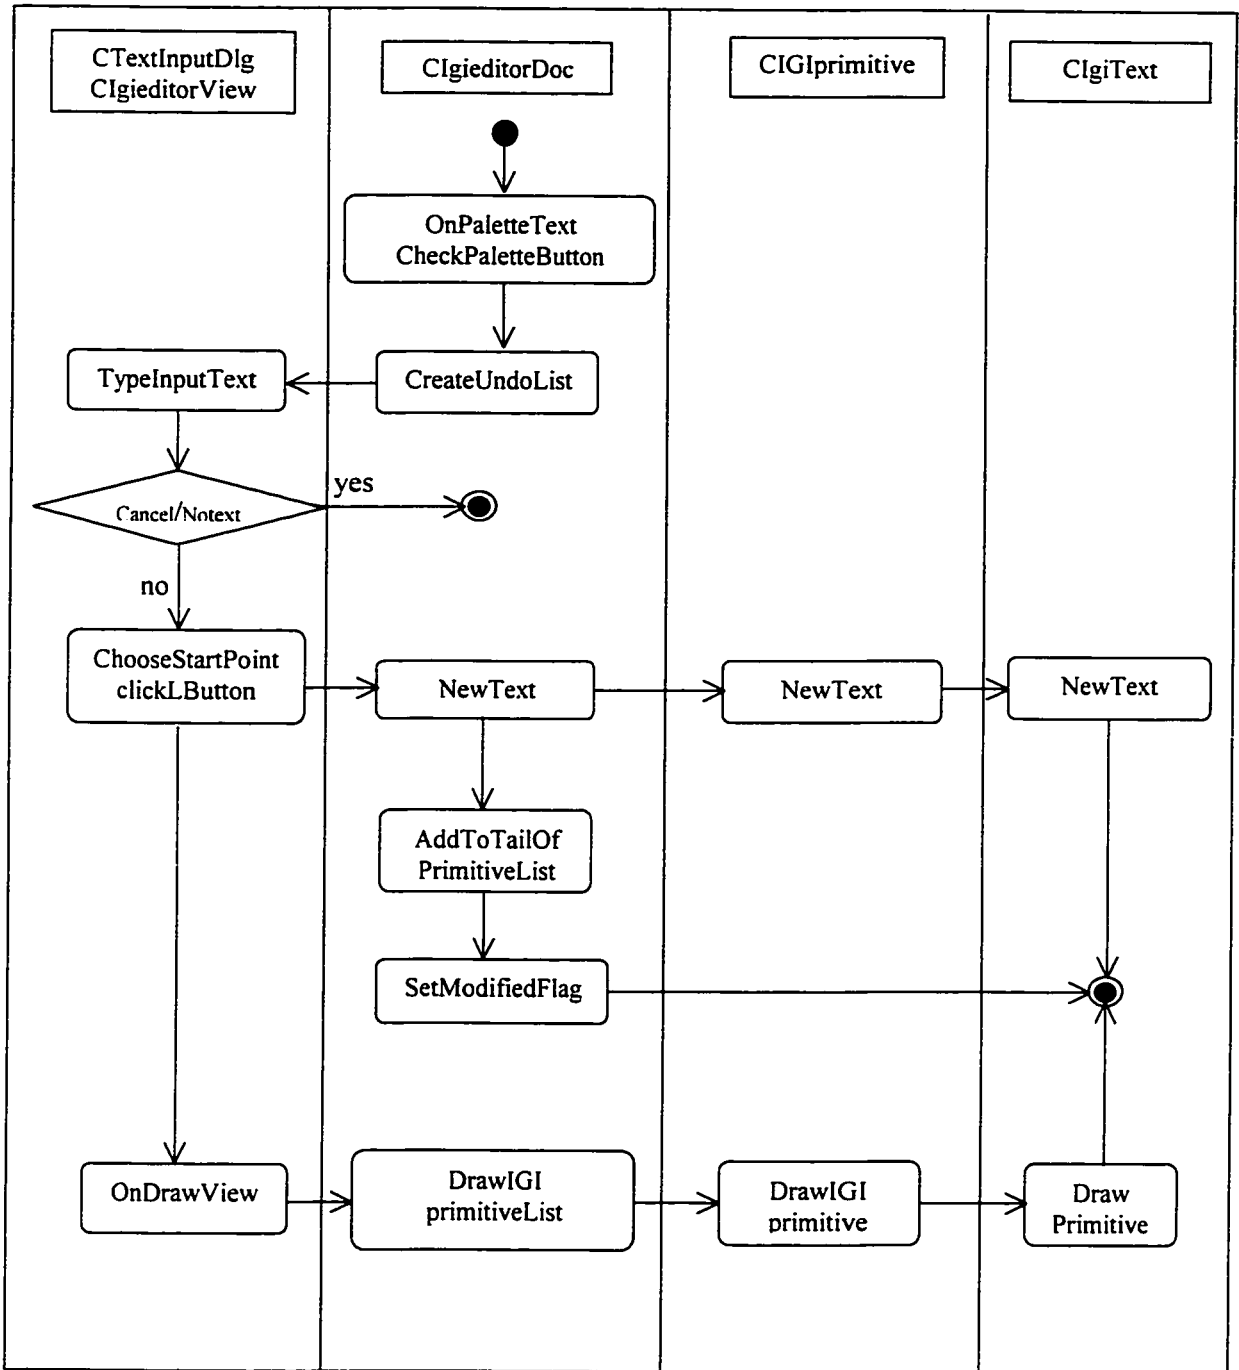 CTextInputDlg
CIgieditorView
CIgieditorDoc
CIGIprimitive
CIgiText
OnPaletteText
CheckPaletteButton
TypeInputText
CreateUndoList
yes
Cancel/Notext
no
ChooseStartPoint
clickLButton
NewText
NewText
NewText
AddToTailOf
PrimitiveList
SetModifiedFlag
OnDrawView
DrawIGI
primitiveList
DrawIGI
primitive
Draw
Primitive